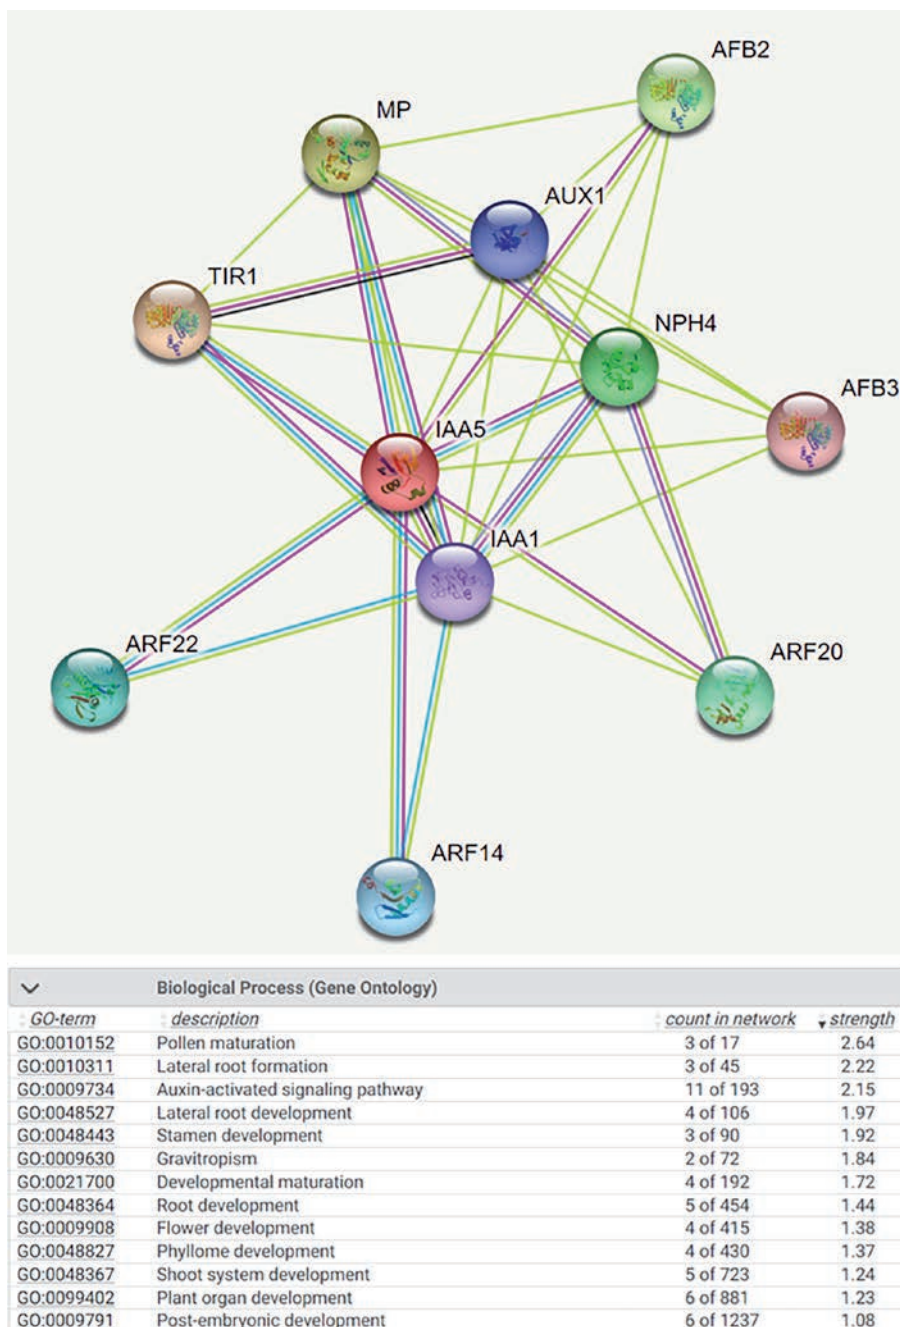 AFB2
MP
AUX1
TIR1
NPH4
AFB3
IAA5
IAA1
ARF22
ARF20
ARF14
Biological Process (Gene Ontology)
GO-term description count in network strength
GO:0010152 Pollen maturation 3 of 17 2.64
GO:0010311 Lateral root formation 3 of 45 2.22
GO:0009734 Auxin-activated signaling pathway 11 of 193 2.15
GO:0048527 Lateral root development 4 of 106 1.97
GO:0048443 Stamen development 3 of 90 1.92
GO:0009630 Gravitropism 2 of 72 1.84
GO:0021700 Developmental maturation 4 of 192 1.72
GO:0048364 Root development 5 of 454 1.44
GO:0009908 Flower development 4 of 415 1.38
GO:0048827 Phyllome development 4 of 430 1.37
GO:0048367 Shoot system development 5 of 723 1.24
GO:0099402 Plant organ development 6 of 881 1.23
GO:0009791 Post-embryonic development 6 of 1237 1.08